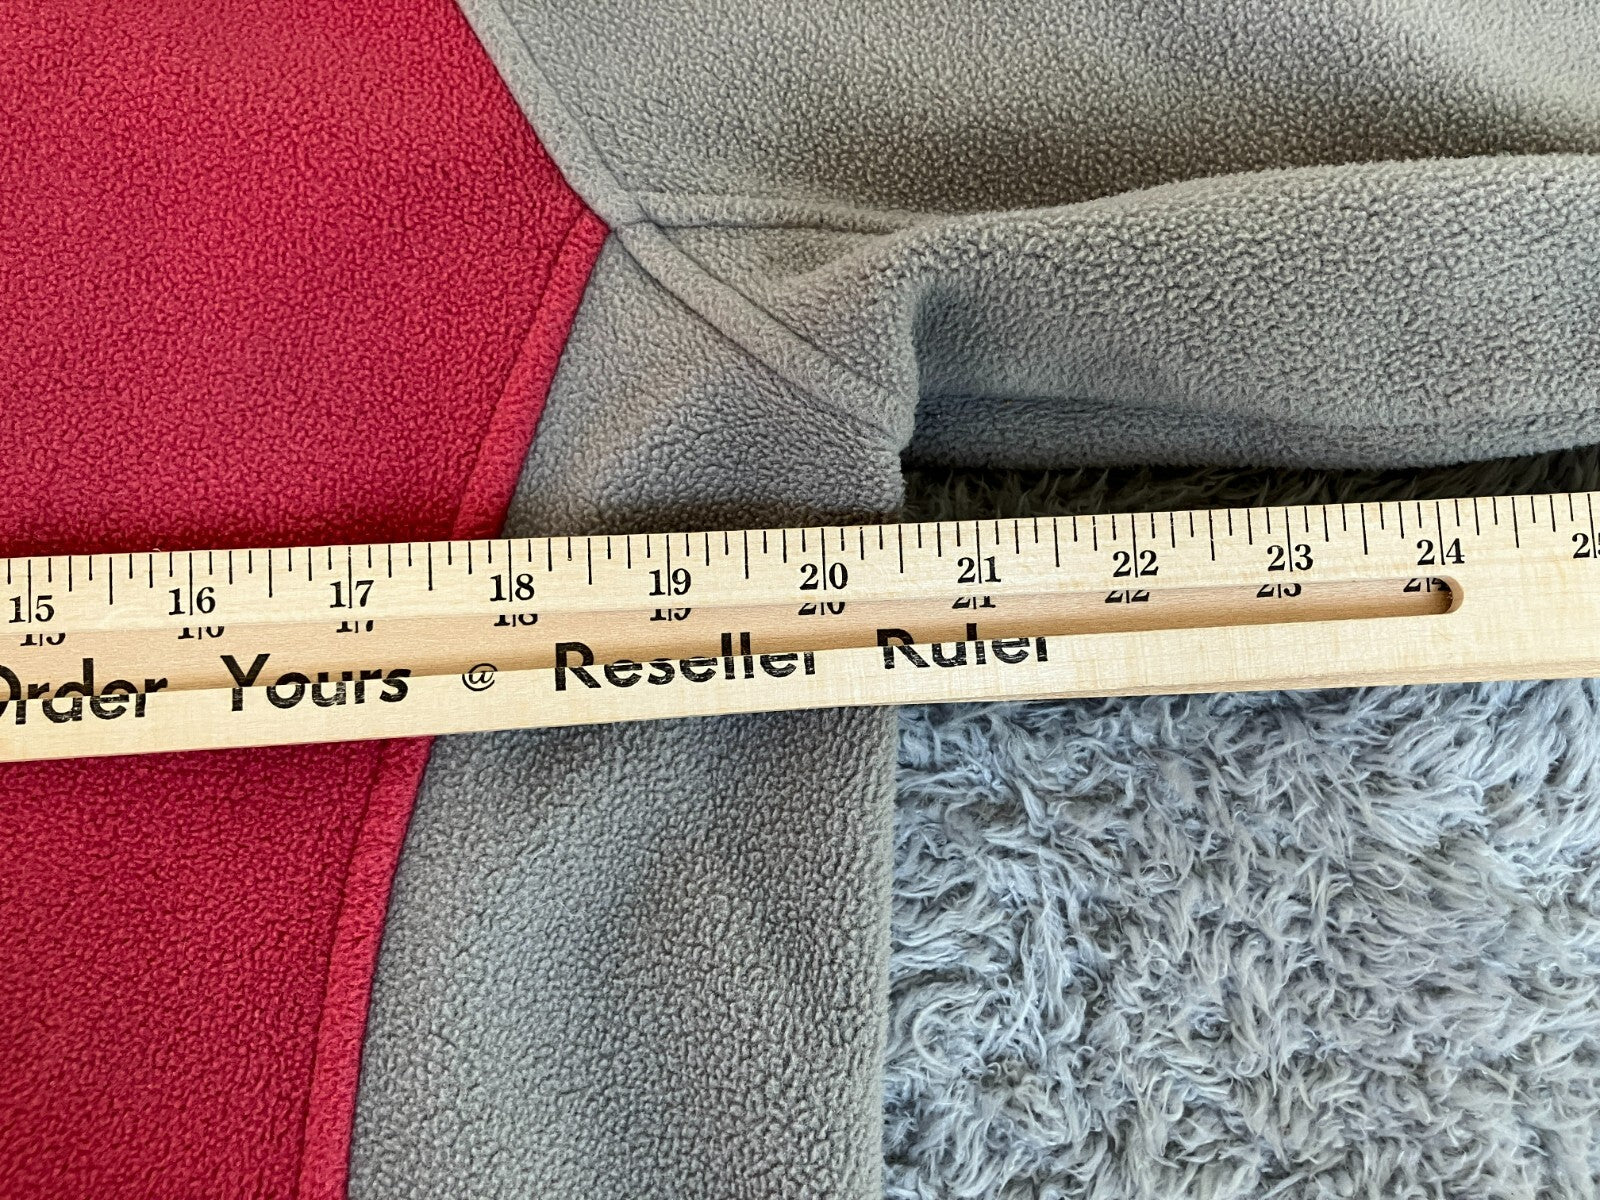 15 16 17 18 19 20 21 22 23 24 25
15 16 17 18 19 20 21 22 23 24
Order Yours @ Reseller Ruler